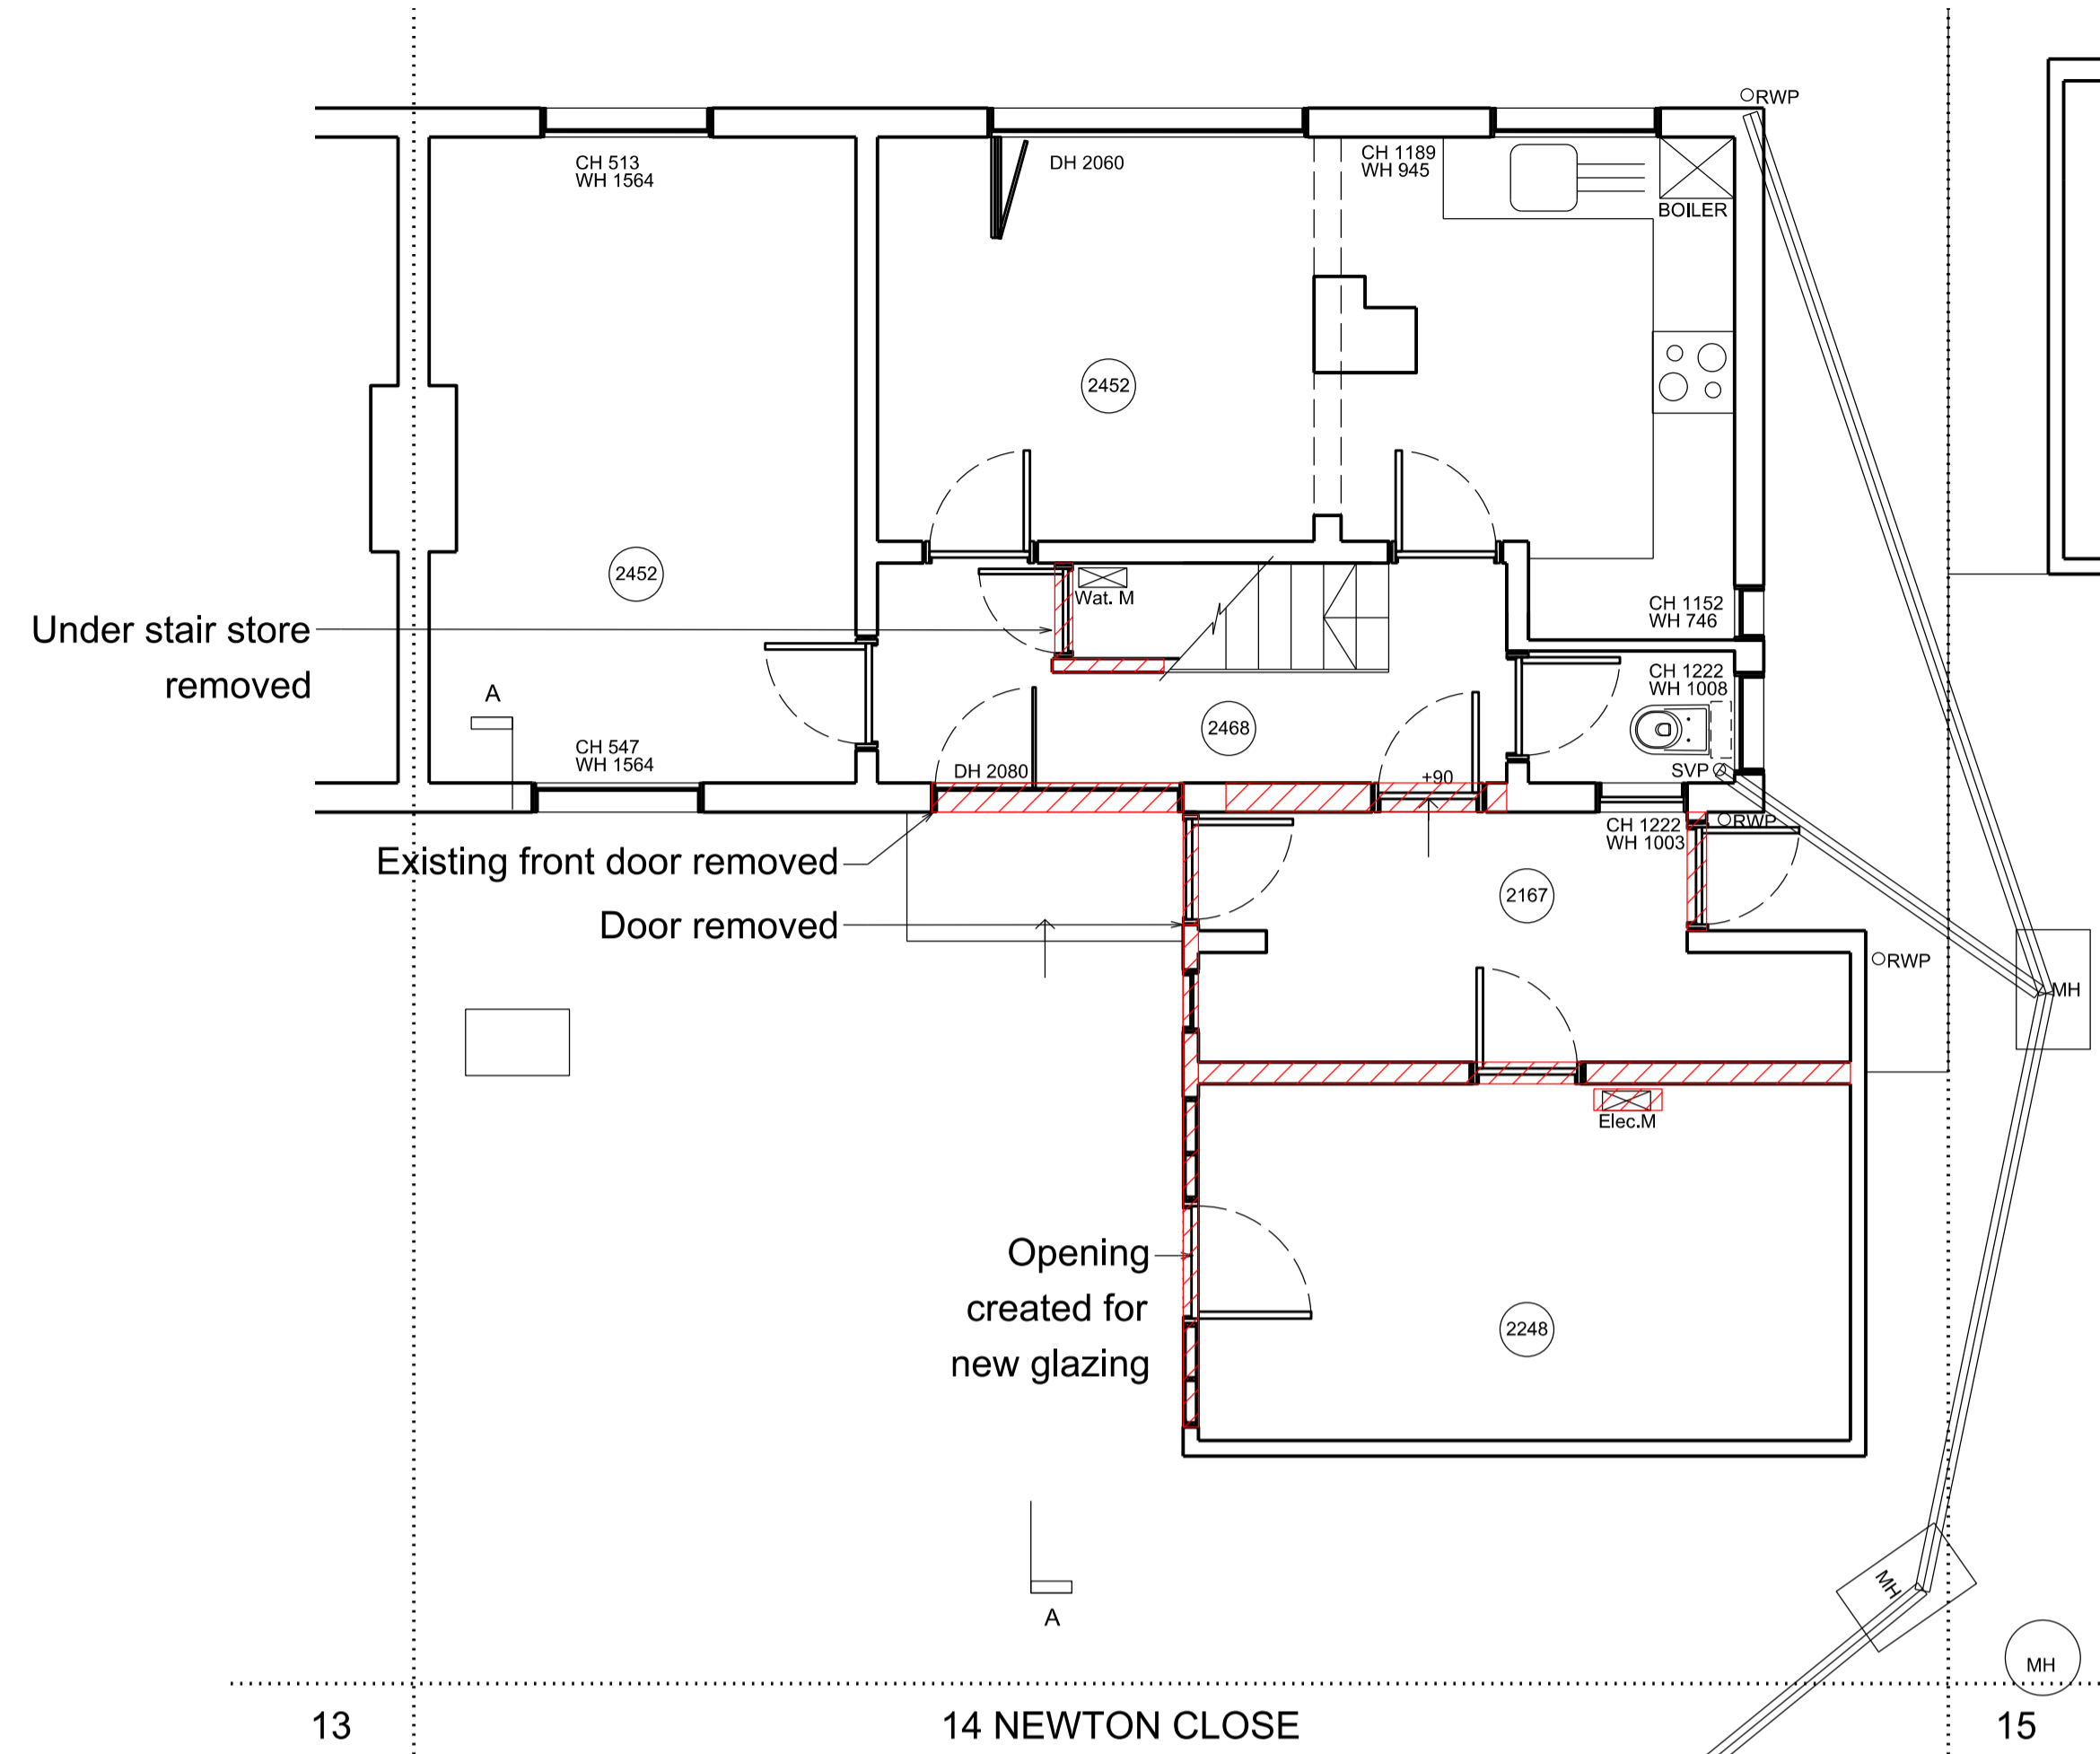 RWP
CH 513
WH 1564
DH 2060
CH 1189
WH 945
BOILER
2452
2452
Wat. M
CH 1152
WH 746
Under stair store
removed
CH 1222
WH 1008
A
2468
CH 547
WH 1564
DH 2080
+90
SVP
RWP
CH 1222
WH 1003
Existing front door removed
2167
Door removed
RWP
MH
Elec.M
Opening
created for
new glazing
2248
MH
A
MH
13
14 NEWTON CLOSE
15